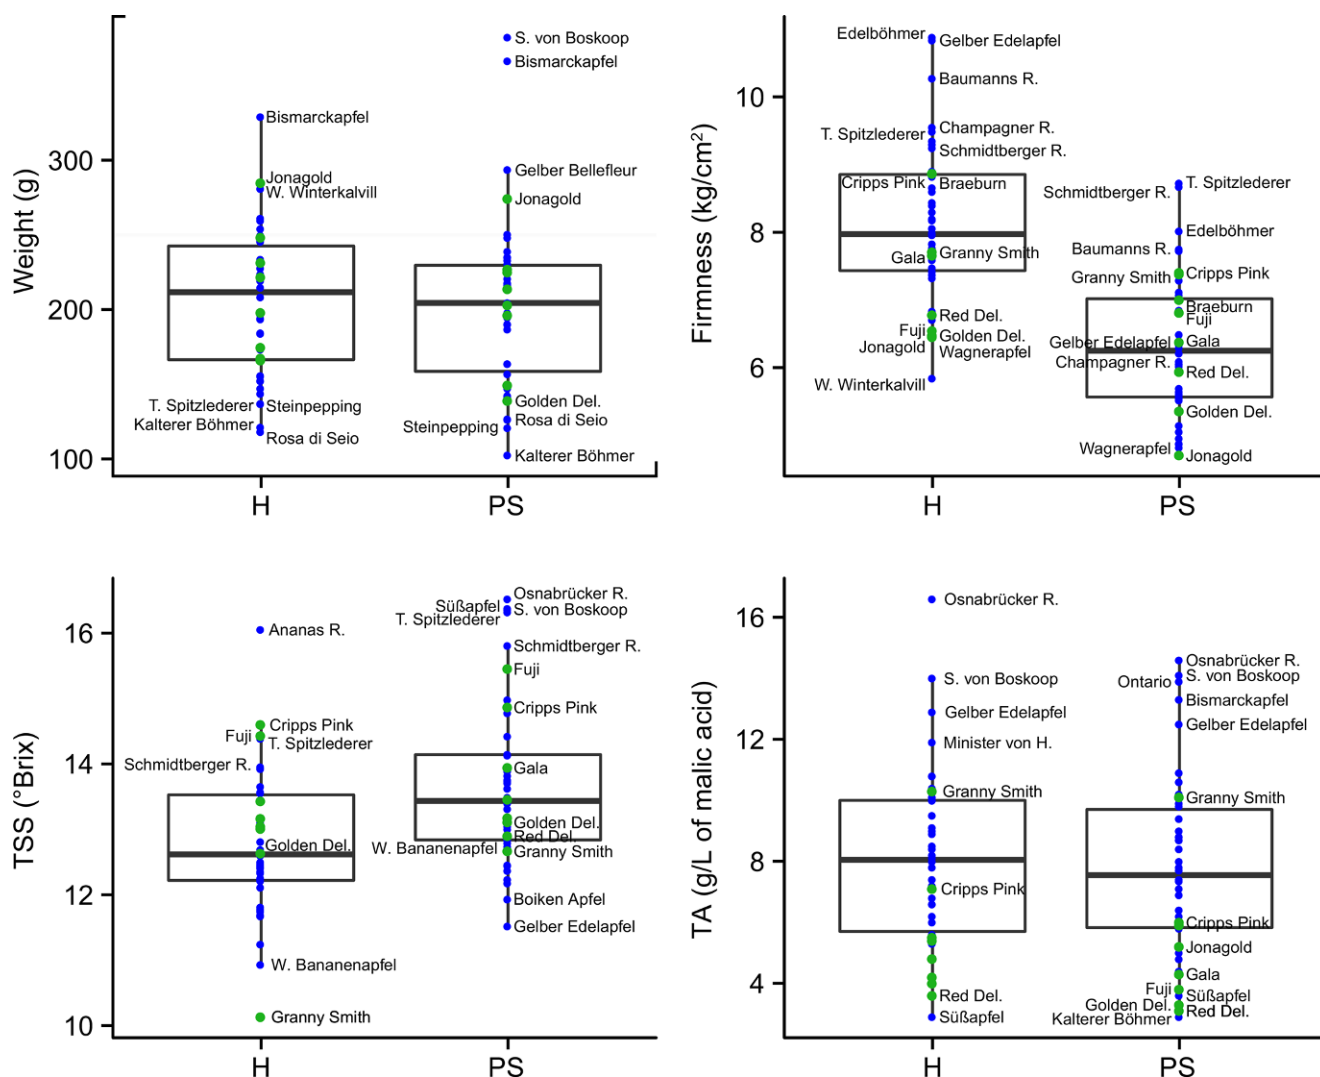 Weight (g)
300
200
100
S. von Boskoop
Bismarckapfel
Bismarckapfel
Jonagold
W. Winterkalvill
Gelber Bellefleur
Jonagold
T. Spitzlederer
Steinpepping
Kalterer Böhmer
Rosa di Seio
Golden Del.
Rosa di Seio
Steinpepping
Kalterer Böhmer
H
PS
Firmness (kg/cm²)
10
8
6
Edelböhmer
Gelber Edelapfel
Baumanns R.
Champagner R.
T. Spitzlederer
Schmidtberger R.
Cripps Pink
Braeburn
Granny Smith
Gala
Red Del.
Fuji
Golden Del.
Jonagold
Wagnerapfel
W. Winterkalvill
T. Spitzlederer
Schmidtberger R.
Edelböhmer
Baumanns R.
Cripps Pink
Granny Smith
Braeburn
Fuji
Gelber Edelapfel
Gala
Champagner R.
Red Del.
Golden Del.
Wagnerapfel
Jonagold
H
PS
TSS (°Brix)
16
14
12
10
Ananas R.
Cripps Pink
Fuji
T. Spitzlederer
Schmidtberger R.
Golden Del.
W. Bananenapfel
Granny Smith
Osnabrücker R.
Süßapfel
S. von Boskoop
T. Spitzlederer
Schmidtberger R.
Fuji
Cripps Pink
Gala
Golden Del.
Red Del.
W. Bananenapfel
Granny Smith
Boiken Apfel
Gelber Edelapfel
H
PS
TA (g/L of malic acid)
16
12
8
4
Osnabrücker R.
S. von Boskoop
Gelber Edelapfel
Minister von H.
Granny Smith
Cripps Pink
Red Del.
Süßapfel
Osnabrücker R.
S. von Boskoop
Ontario
Bismarckapfel
Gelber Edelapfel
Granny Smith
Cripps Pink
Jonagold
Gala
Fuji
Süßapfel
Golden Del.
Red Del.
Kalterer Böhmer
H
PS